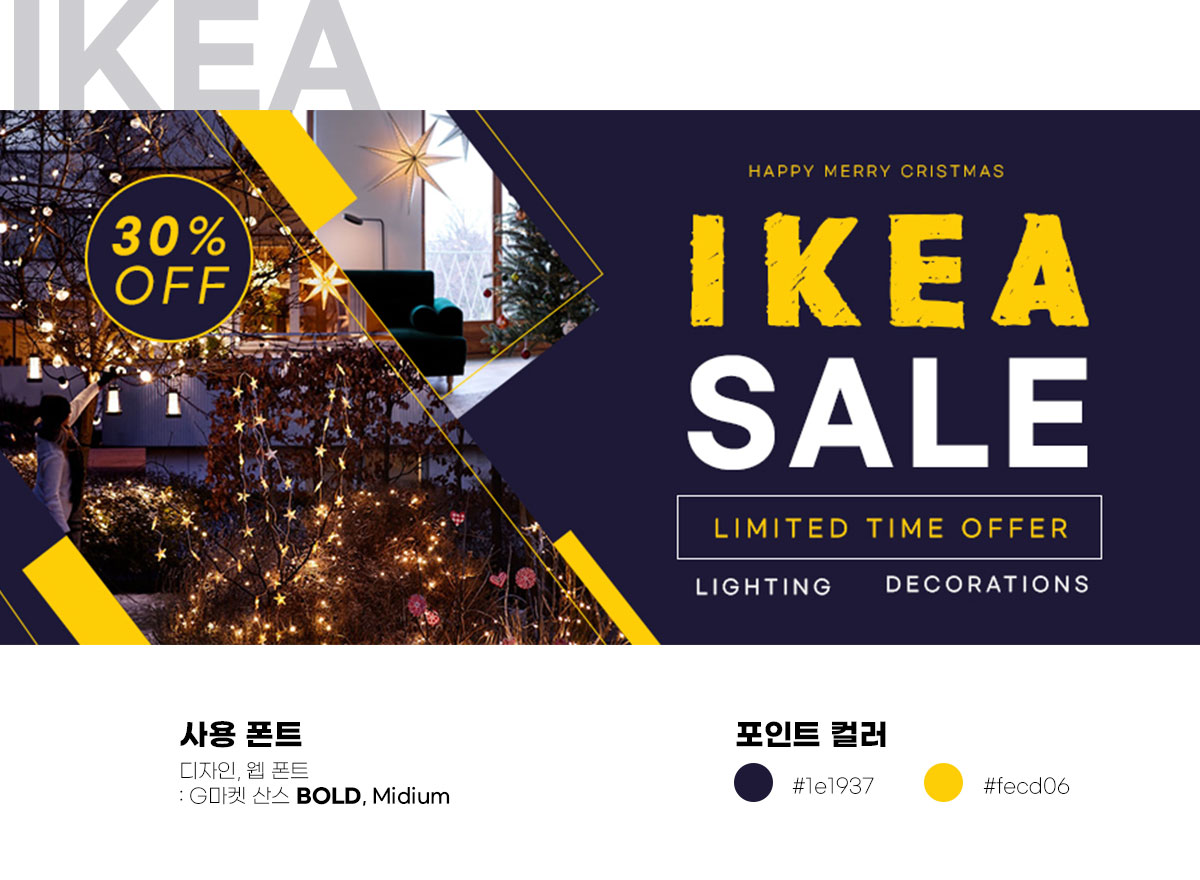 IKEA
30%
OFF
HAPPY MERRY CRISTMAS
IKEA
SALE
LIMITED TIME OFFER
LIGHTING DECORATIONS
사용 폰트
디자인, 웹 폰트
: G마켓 산스 BOLD, Midium
포인트 컬러
#1e1937 #fecd06